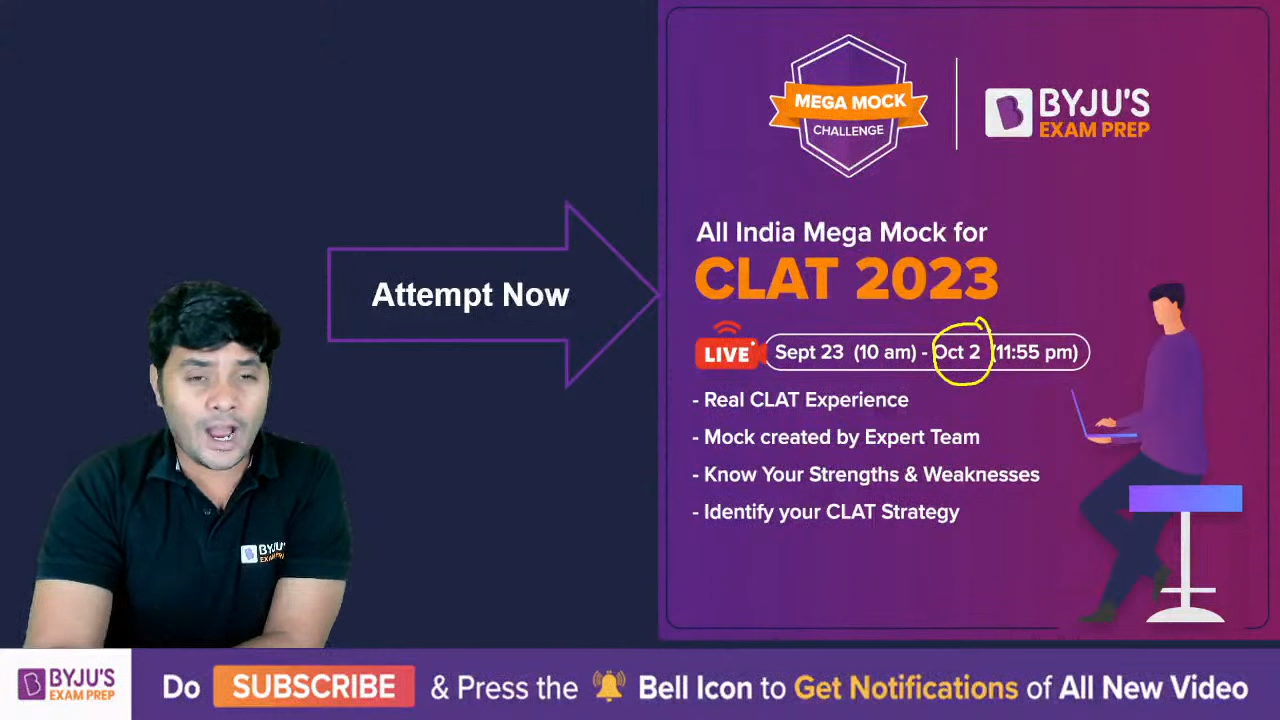 MEGA MOCK
CHALLENGE
BYJU'S
EXAM PREP
All India Mega Mock for
CLAT 2023
Attempt Now
LIVE Sept 23 (10 am) - Oct 2 (11:55 pm)
- Real CLAT Experience
- Mock created by Expert Team
- Know Your Strengths & Weaknesses
- Identify your CLAT Strategy
BYJU'S
EXAM PREP
BYJU'S
EXAM PREP
Do SUBSCRIBE & Press the Bell Icon to Get Notifications of All New Video